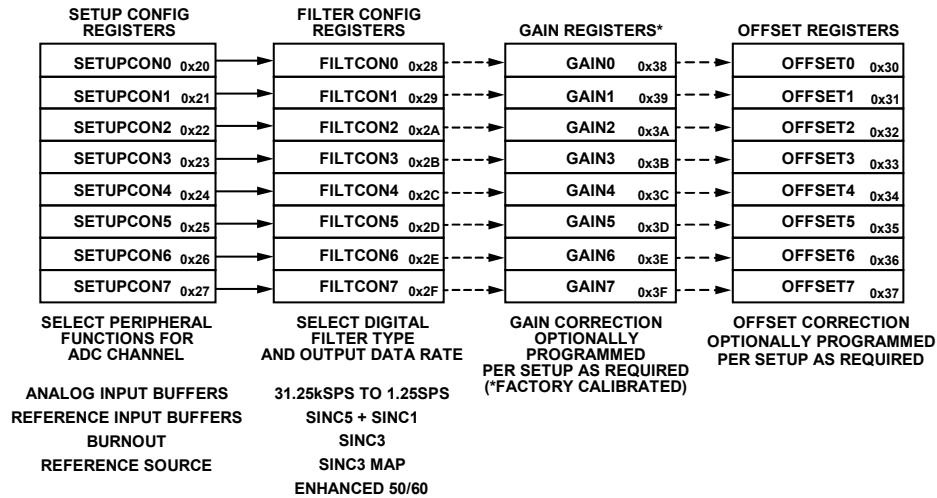 SETUP CONFIG
REGISTERS
FILTER CONFIG
REGISTERS
GAIN REGISTERS*
OFFSET REGISTERS
SETUPCON0 0x20
FILTCON0 0x28
GAIN0 0x38
OFFSET0 0x30
SETUPCON1 0x21
FILTCON1 0x29
GAIN1 0x39
OFFSET1 0x31
SETUPCON2 0x22
FILTCON2 0x2A
GAIN2 0x3A
OFFSET2 0x32
SETUPCON3 0x23
FILTCON3 0x2B
GAIN3 0x3B
OFFSET3 0x33
SETUPCON4 0x24
FILTCON4 0x2C
GAIN4 0x3C
OFFSET4 0x34
SETUPCON5 0x25
FILTCON5 0x2D
GAIN5 0x3D
OFFSET5 0x35
SETUPCON6 0x26
FILTCON6 0x2E
GAIN6 0x3E
OFFSET6 0x36
SETUPCON7 0x27
FILTCON7 0x2F
GAIN7 0x3F
OFFSET7 0x37
SELECT PERIPHERAL
FUNCTIONS FOR
ADC CHANNEL
SELECT DIGITAL
FILTER TYPE
AND OUTPUT DATA RATE
GAIN CORRECTION
OPTIONALLY
PROGRAMMED
PER SETUP AS REQUIRED
(*FACTORY CALIBRATED)
OFFSET CORRECTION
OPTIONALLY PROGRAMMED
PER SETUP AS REQUIRED
ANALOG INPUT BUFFERS
REFERENCE INPUT BUFFERS
BURNOUT
REFERENCE SOURCE
31.25kSPS TO 1.25SPS
SINC5 + SINC1
SINC3
SINC3 MAP
ENHANCED 50/60